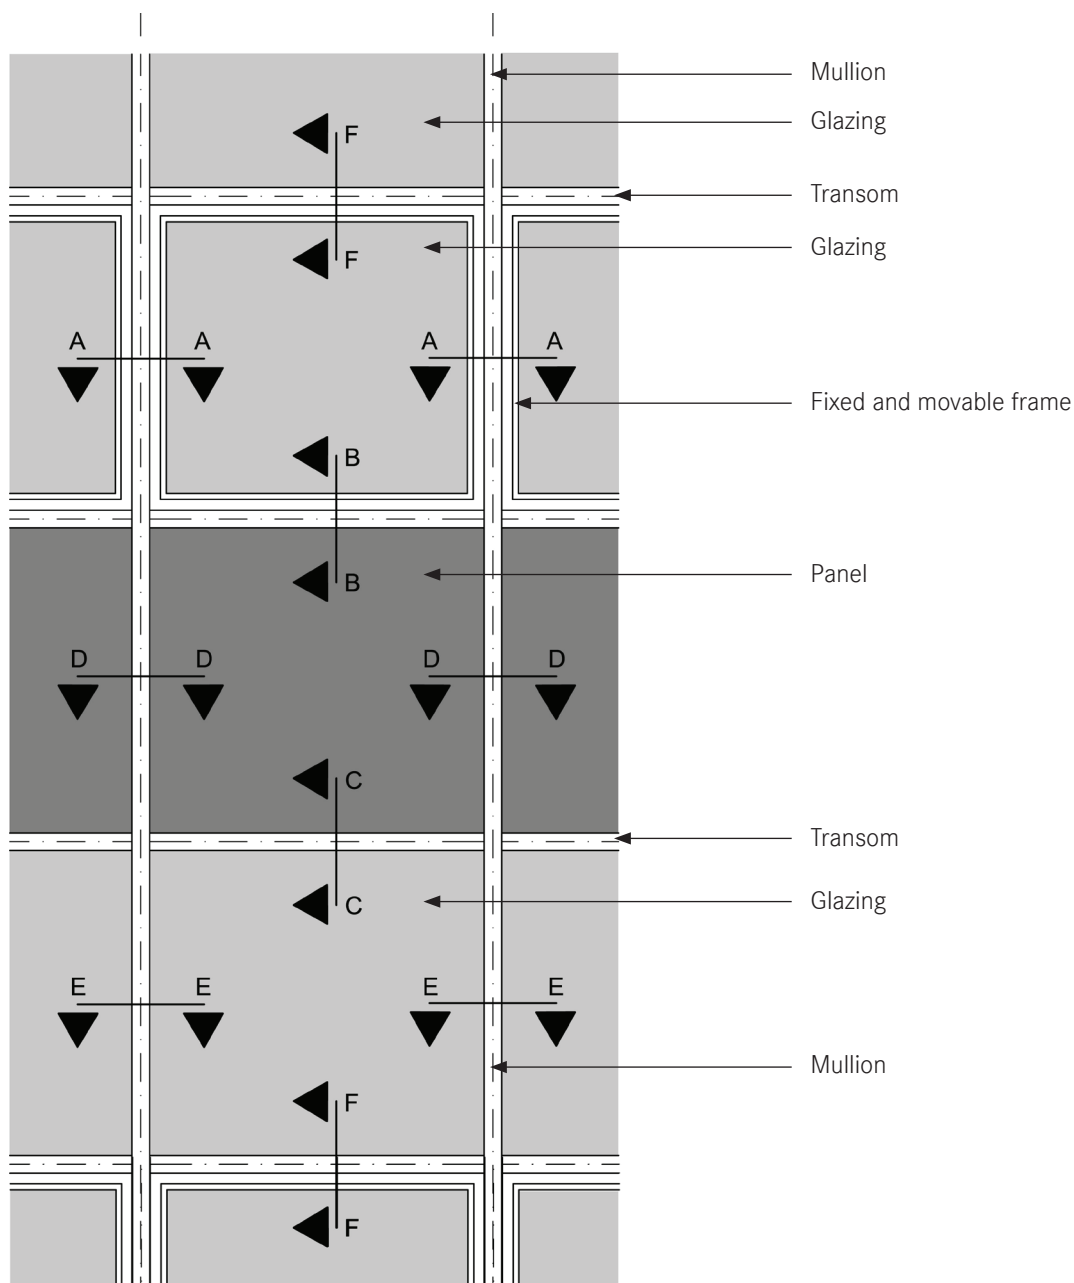 Mullion
Glazing
F
Transom
F
Glazing
A A A A
Fixed and movable frame
B
Panel
B
D D D D
C
Transom
Glazing
C
E E E E
Mullion
F
F